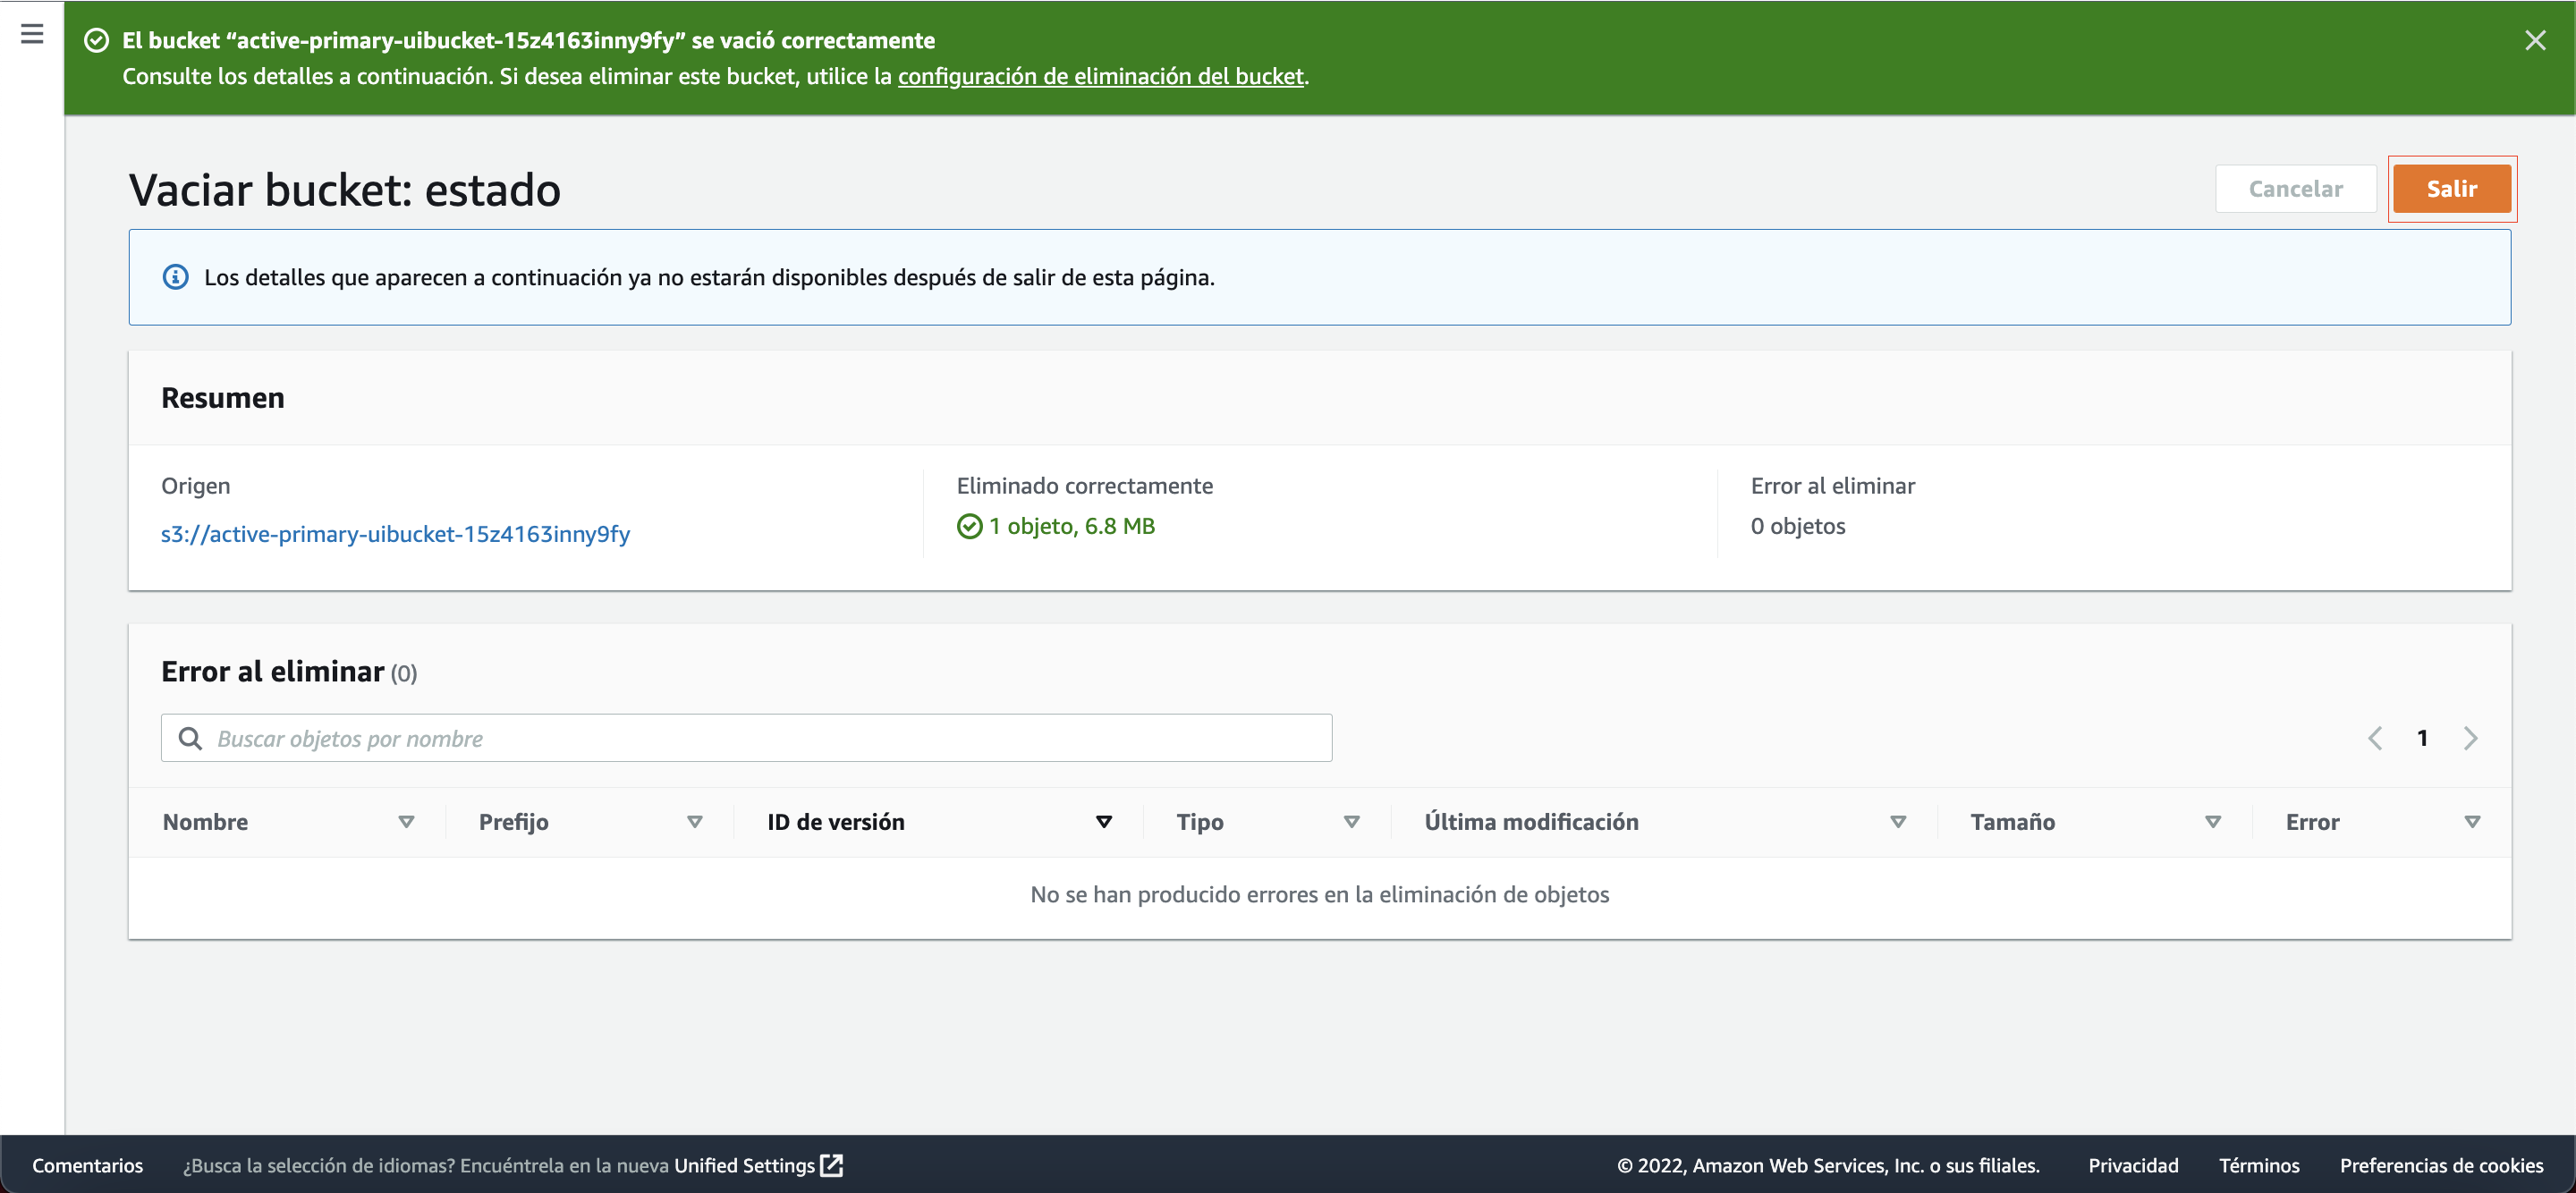 El bucket “active-primary-uibucket-15z4163inny9fy” se vació correctamente
Consulte los detalles a continuación. Si desea eliminar este bucket, utilice la configuración de eliminación del bucket.
Vaciar bucket: estado
Cancelar
Salir
Los detalles que aparecen a continuación ya no estarán disponibles después de salir de esta página.
Resumen
Origen
s3://active-primary-uibucket-15z4163inny9fy
Eliminado correctamente
1 objeto, 6.8 MB
Error al eliminar
0 objetos
Error al eliminar (0)
Buscar objetos por nombre
1
Nombre
Prefijo
ID de versión
Tipo
Última modificación
Tamaño
Error
No se han producido errores en la eliminación de objetos
Comentarios
¿Busca la selección de idiomas? Encuéntrela en la nueva Unified Settings
© 2022, Amazon Web Services, Inc. o sus filiales.
Privacidad
Términos
Preferencias de cookies